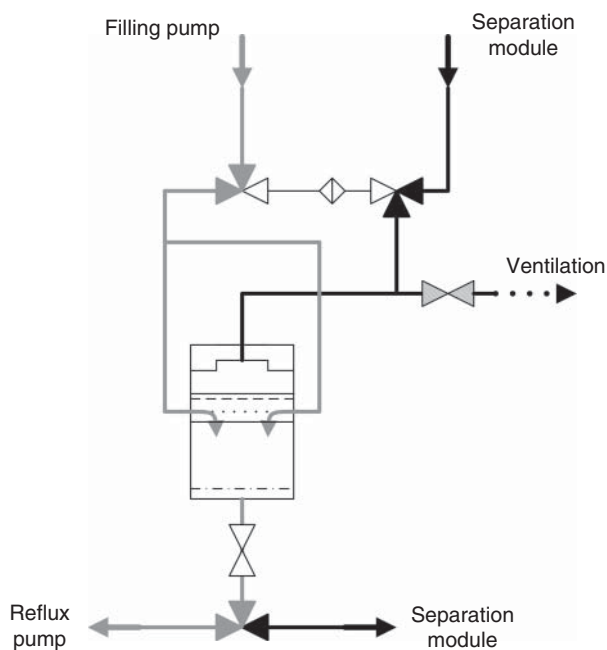 Filling pump
Separation
module
Ventilation
Reflux
pump
Separation
module